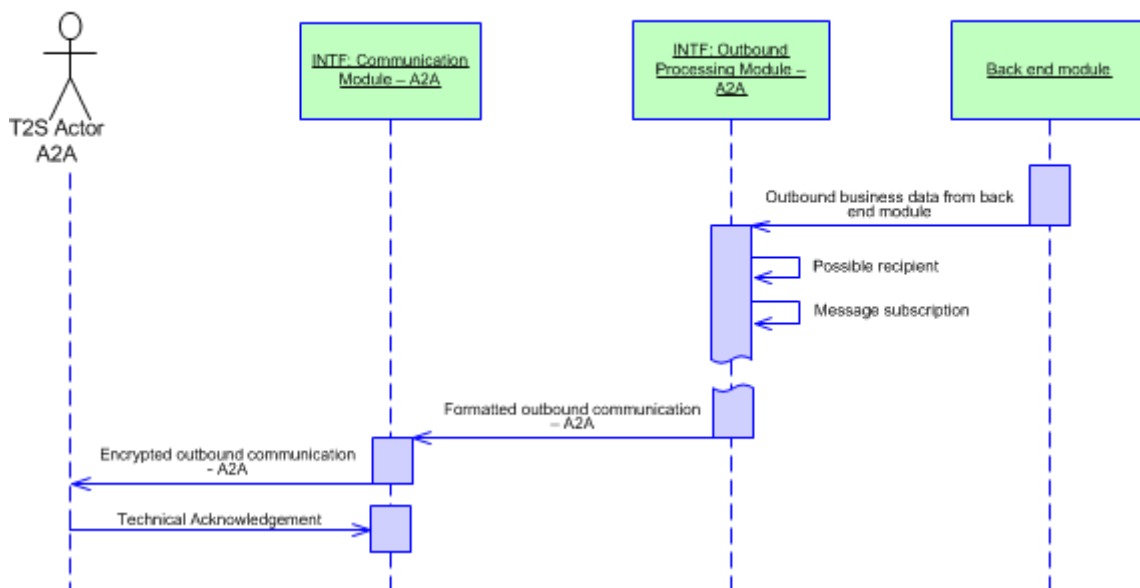 T2S Actor
A2A
INTF: Communication
Module – A2A
INTF: Outbound
Processing Module –
A2A
Back end module
Outbound business data from back
end module
Possible recipient
Message subscription
Formatted outbound communication
– A2A
Encrypted outbound communication
- A2A
Technical Acknowledgement